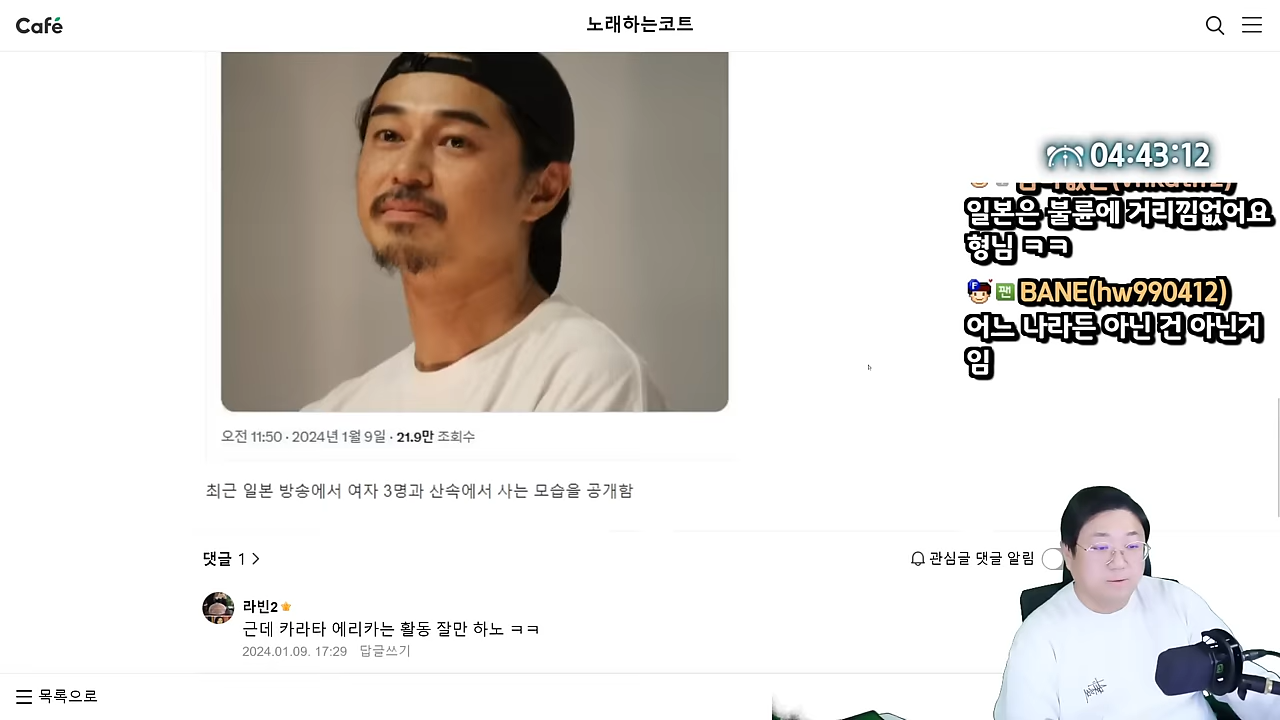 Café
노래하는코트
04:43:12
일본은 불륜에 거리낌없어요
형님 ㅋㅋ
팬 BANE(hw990412)
어느 나라든 아닌 건 아닌거
임
오전 11:50 · 2024년 1월 9일 · 21.9만 조회수
최근 일본 방송에서 여자 3명과 산속에서 사는 모습을 공개함
댓글 1
관심글 댓글 알림
라빈2
근데 카라타 에리카는 활동 잘만 하노 ㅋㅋ
2024.01.09. 17:29 답글쓰기
목록으로